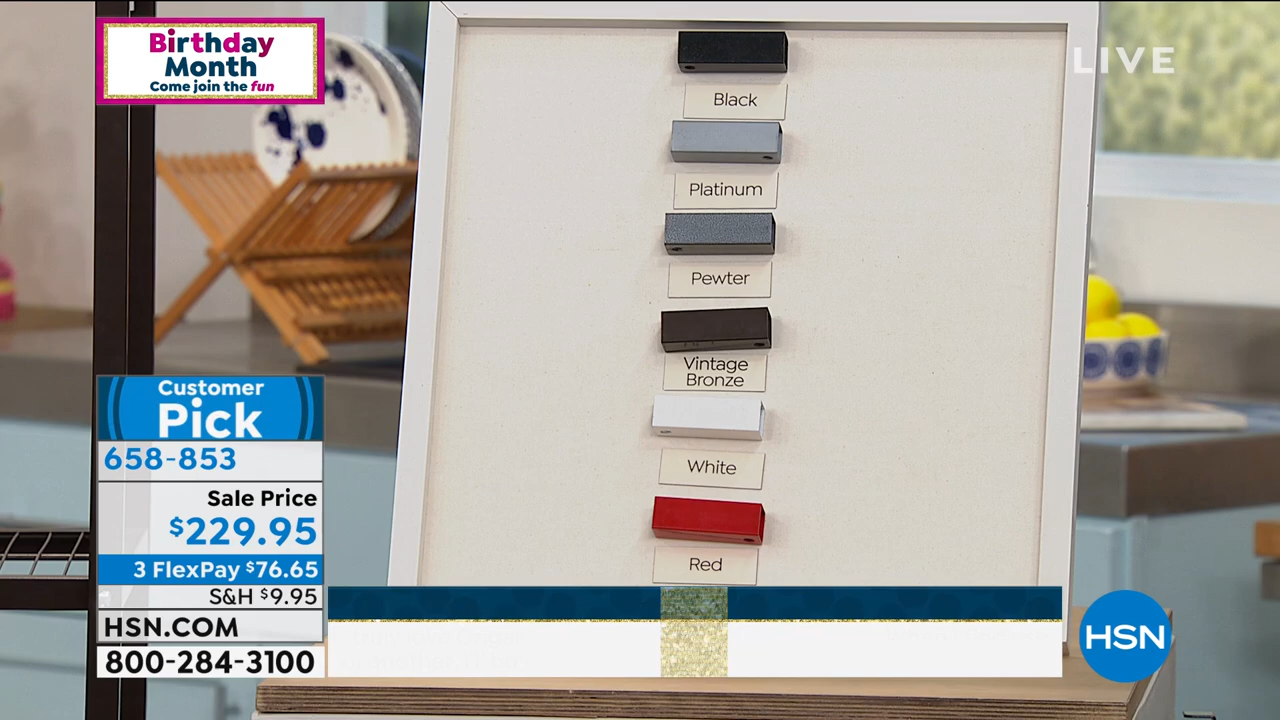 Birthday
Month
Come join the fun
LIVE
Black
Platinum
Pewter
Vintage
Bronze
White
Red
Customer
Pick
658-853
Sale Price
$229.95
3 FlexPay $76.65
S&H $9.95
HSN.COM
800-284-3100
HSN